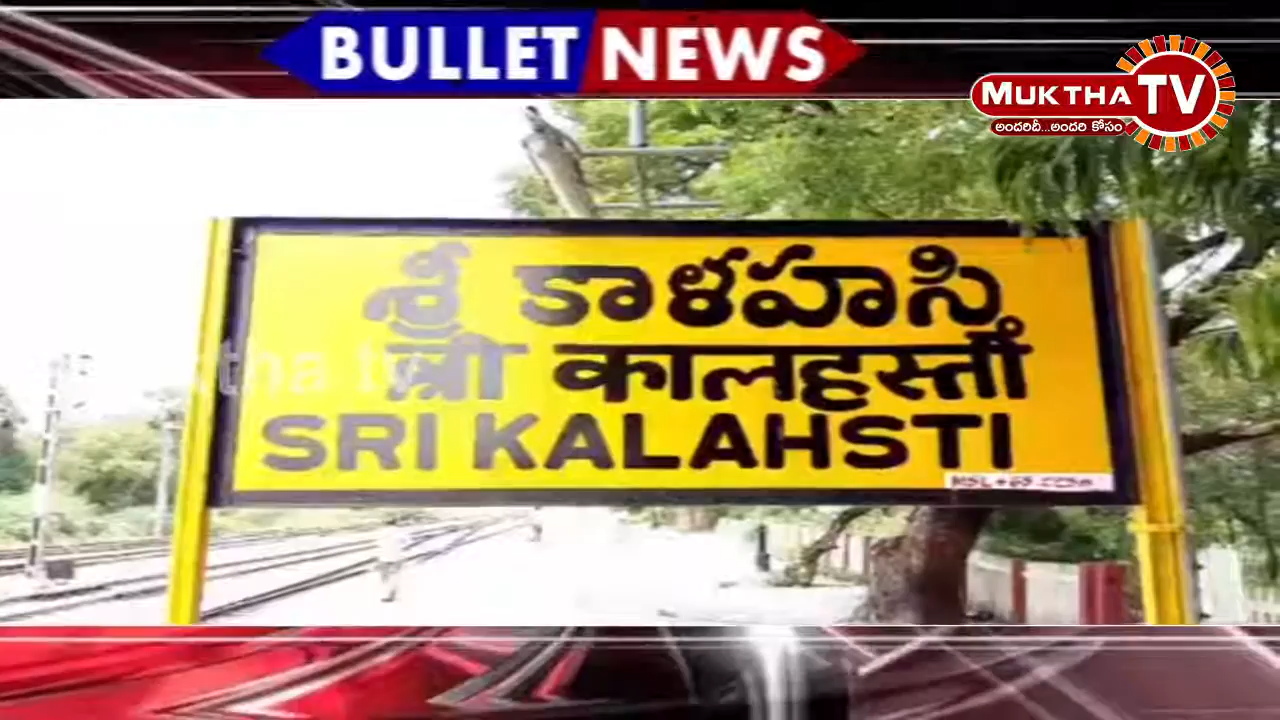 BULLET NEWS
MUKTHA TV
అందరిదీ...అందరి కోసం
శ్రీ కాళహస్తి
श्री कालहस्ती
SRI KALAHSTI